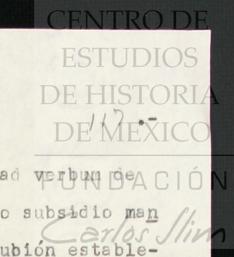 CENTRO DE
ESTUDIOS
DE HISTORIA
DE MÉXICO
117.-
ad verbum de
FUNDACIÓN
o subsidio man
Carlos Slim
ubión estable-